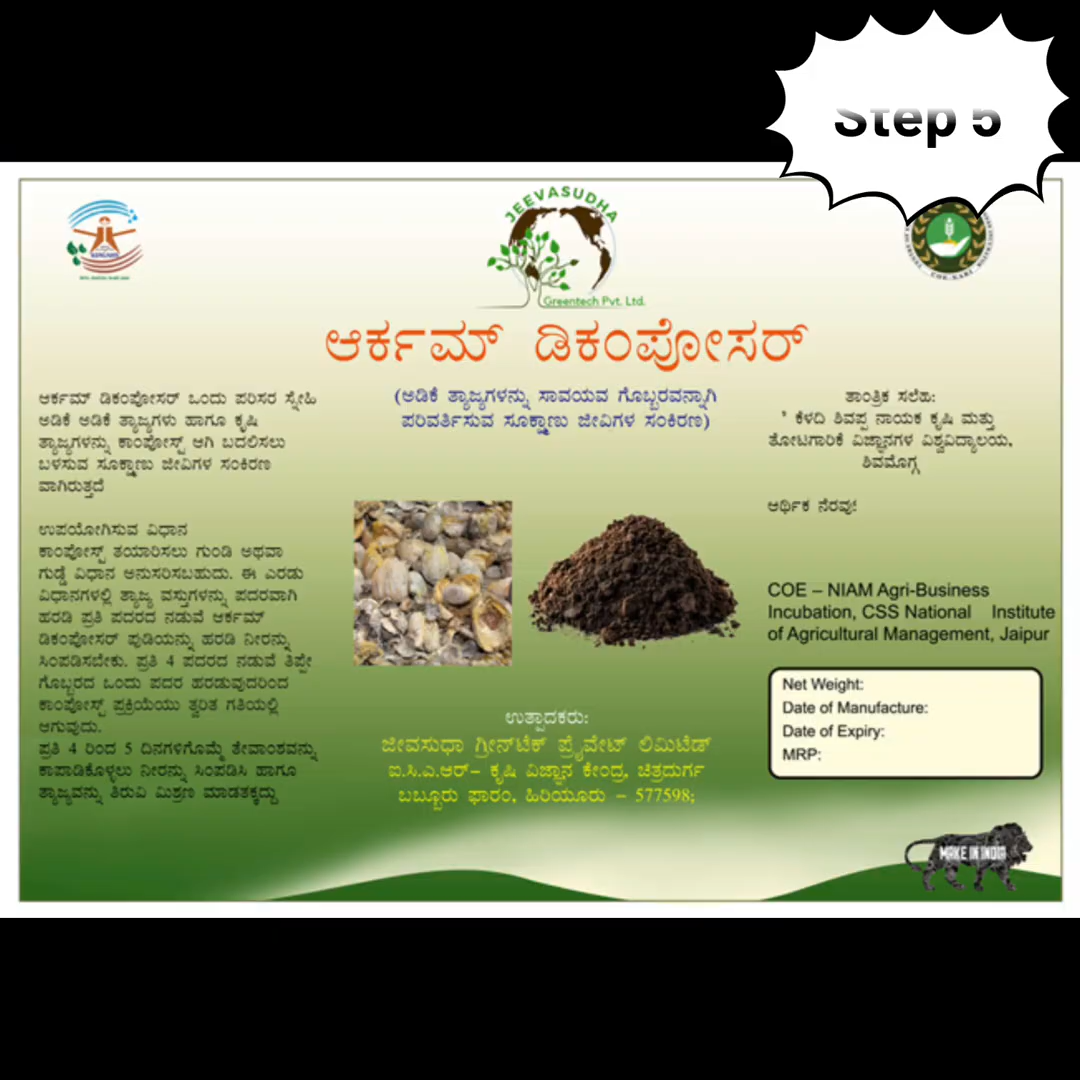 Step 5
JEEVASUDHA
Greentech Pvt. Ltd.
ಆರ್ಕಮ್ ಡಿಕಂಪೋಸರ್
(ಅಡಿಕೆ ತ್ಯಾಜ್ಯಗಳನ್ನು ಸಾವಯವ ಗೊಬ್ಬರವನ್ನಾಗಿ
ಪರಿವರ್ತಿಸುವ ಸೂಕ್ಷ್ಮಾಣು ಜೀವಿಗಳ ಸಂಕಿರಣ)
ಆರ್ಕಮ್ ಡಿಕಂಪೋಸರ್ ಒಂದು ಪರಿಸರ ಸ್ನೇಹಿ
ಅಡಿಕೆ ಅಡಿಕೆ ತ್ಯಾಜ್ಯಗಳು ಹಾಗೂ ಕೃಷಿ
ತ್ಯಾಜ್ಯಗಳನ್ನು ಕಾಂಪೋಸ್ಟ್ ಆಗಿ ಬದಲಿಸಲು
ಬಳಸುವ ಸೂಕ್ಷ್ಮಾಣು ಜೀವಿಗಳ ಸಂಕಿರಣ
ವಾಗಿರುತ್ತದೆ
ಉಪಯೋಗಿಸುವ ವಿಧಾನ
ಕಾಂಪೋಸ್ಟ್ ತಯಾರಿಸಲು ಗುಂಡಿ ಅಥವಾ
ಗುಡ್ಡೆ ವಿಧಾನ ಅನುಸರಿಸಬಹುದು. ಈ ಎರಡು
ವಿಧಾನಗಳಲ್ಲಿ ತ್ಯಾಜ್ಯ ವಸ್ತುಗಳನ್ನು ಪದರವಾಗಿ
ಹರಡಿ ಪ್ರತಿ ಪದರದ ನಡುವೆ ಆರ್ಕಮ್
ಡಿಕಂಪೋಸರ್ ಪುಡಿಯನ್ನು ಹರಡಿ ನೀರನ್ನು
ಸಿಂಪಡಿಸಬೇಕು. ಪ್ರತಿ 4 ಪದರದ ನಡುವೆ ತಿಪ್ಪೇ
ಗೊಬ್ಬರದ ಒಂದು ಪದರ ಹರಡುವುದರಿಂದ
ಕಾಂಪೋಸ್ಟ್ ಪ್ರಕ್ರಿಯೆಯು ತ್ವರಿತ ಗತಿಯಲ್ಲಿ
ಆಗುವುದು.
ಪ್ರತಿ 4 ರಿಂದ 5 ದಿನಗಳಿಗೊಮ್ಮೆ ತೇವಾಂಶವನ್ನು
ಕಾಪಾಡಿಕೊಳ್ಳಲು ನೀರನ್ನು ಸಿಂಪಡಿಸಿ ಹಾಗೂ
ತ್ಯಾಜ್ಯವನ್ನು ತಿರುವಿ ಮಿಶ್ರಣ ಮಾಡತಕ್ಕದ್ದು
ಉತ್ಪಾದಕರು:
ಜೀವಸುಧಾ ಗ್ರೀನ್‌ಟೆಕ್ ಪ್ರೈವೇಟ್ ಲಿಮಿಟೆಡ್
ಐ.ಸಿ.ಎ.ಆರ್– ಕೃಷಿ ವಿಜ್ಞಾನ ಕೇಂದ್ರ, ಚಿತ್ರದುರ್ಗ
ಬಬ್ಬೂರು ಫಾರಂ, ಹಿರಿಯೂರು – 577598;
ತಾಂತ್ರಿಕ ಸಲೆಹ:
* ಕೆಳದಿ ಶಿವಪ್ಪ ನಾಯಕ ಕೃಷಿ ಮತ್ತು
ತೋಟಗಾರಿಕೆ ವಿಜ್ಞಾನಗಳ ವಿಶ್ವವಿದ್ಯಾಲಯ,
ಶಿವಮೊಗ್ಗ
ಆರ್ಥಿಕ ನೆರವು:
COE – NIAM Agri-Business
Incubation, CSS National Institute
of Agricultural Management, Jaipur
Net Weight:
Date of Manufacture:
Date of Expiry:
MRP:
MAKE IN INDIA